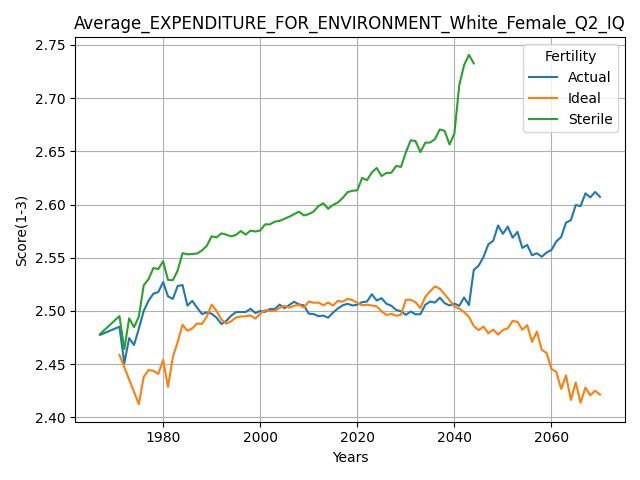 Average_EXPENDITURE_FOR_ENVIRONMENT_White_Female_Q2_IQ
Fertility
Actual
Ideal
Sterile
Score(1-3)
2.75
2.70
2.65
2.60
2.55
2.50
2.45
2.40
1980
2000
2020
2040
2060
Years